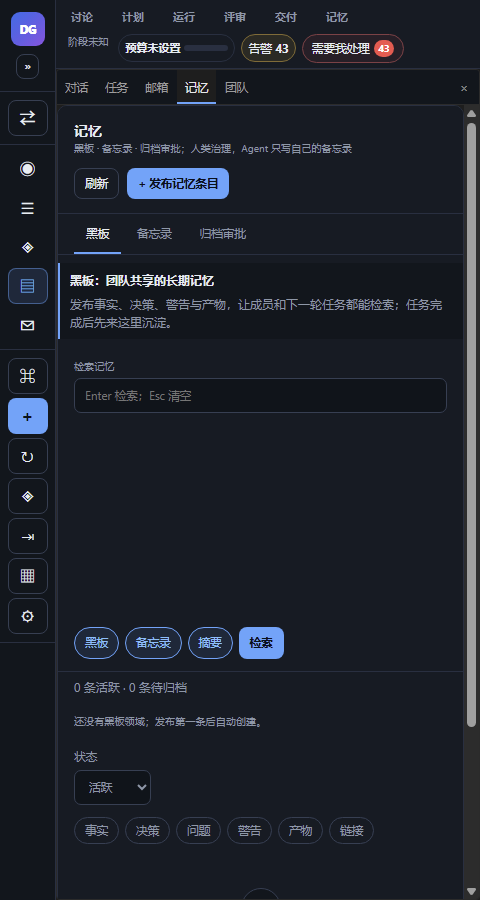 DG
»
讨论 计划 运行 评审 交付 记忆
阶段未知 预算未设置 告警 43 需要我处理 43
对话 任务 邮箱 记忆 团队 ×
记忆
黑板 · 备忘录 · 归档审批；人类治理，Agent 只写自己的备忘录
刷新 + 发布记忆条目
黑板 备忘录 归档审批
黑板：团队共享的长期记忆
发布事实、决策、警告与产物，让成员和下一轮任务都能检索；任务完
成后先来这里沉淀。
检索记忆
Enter 检索；Esc 清空
黑板 备忘录 摘要 检索
0 条活跃 · 0 条待归档
还没有黑板领域；发布第一条后自动创建。
状态
活跃
事实 决策 问题 警告 产物 链接